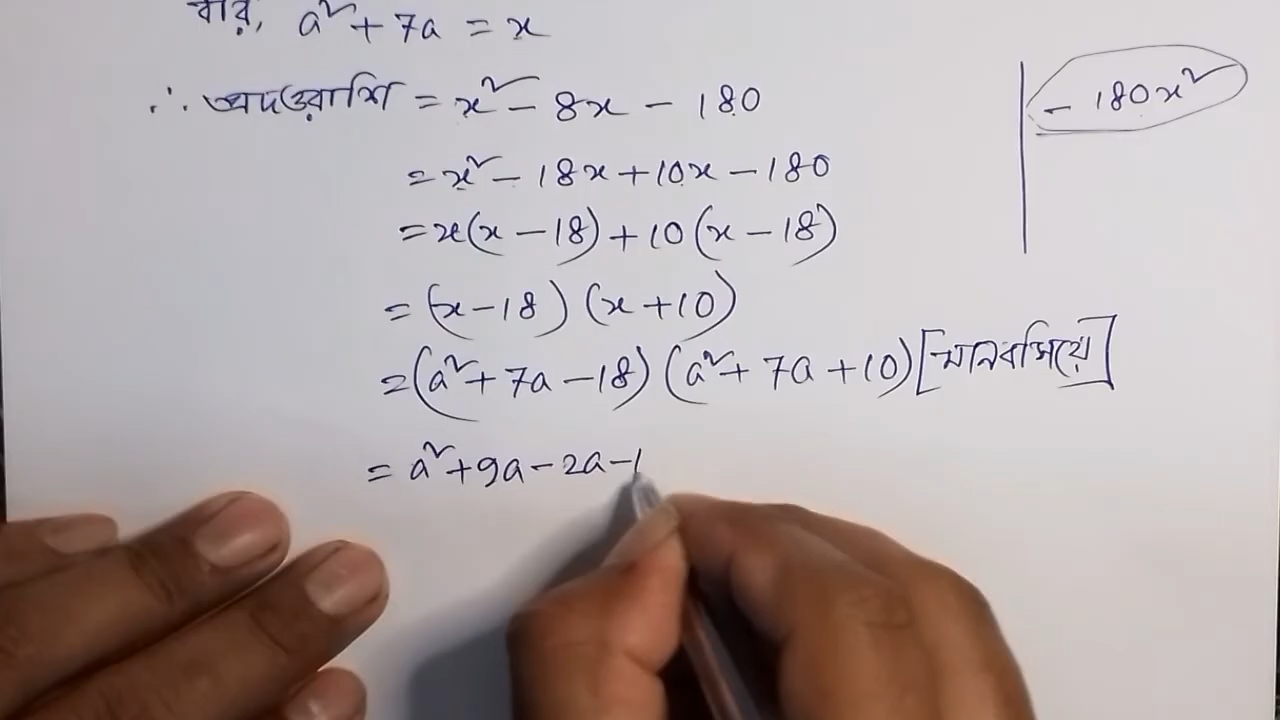 a² + 7a = x
∴ প্রদত্তরাশি = x² - 8x - 180
- 180x²
= x² - 18x + 10x - 180
= x(x - 18) + 10(x - 18)
= (x - 18) (x + 10)
= (a² + 7a - 18) (a² + 7a + 10) [মানবসিয়ে]
= a² + 9a - 2a - 1